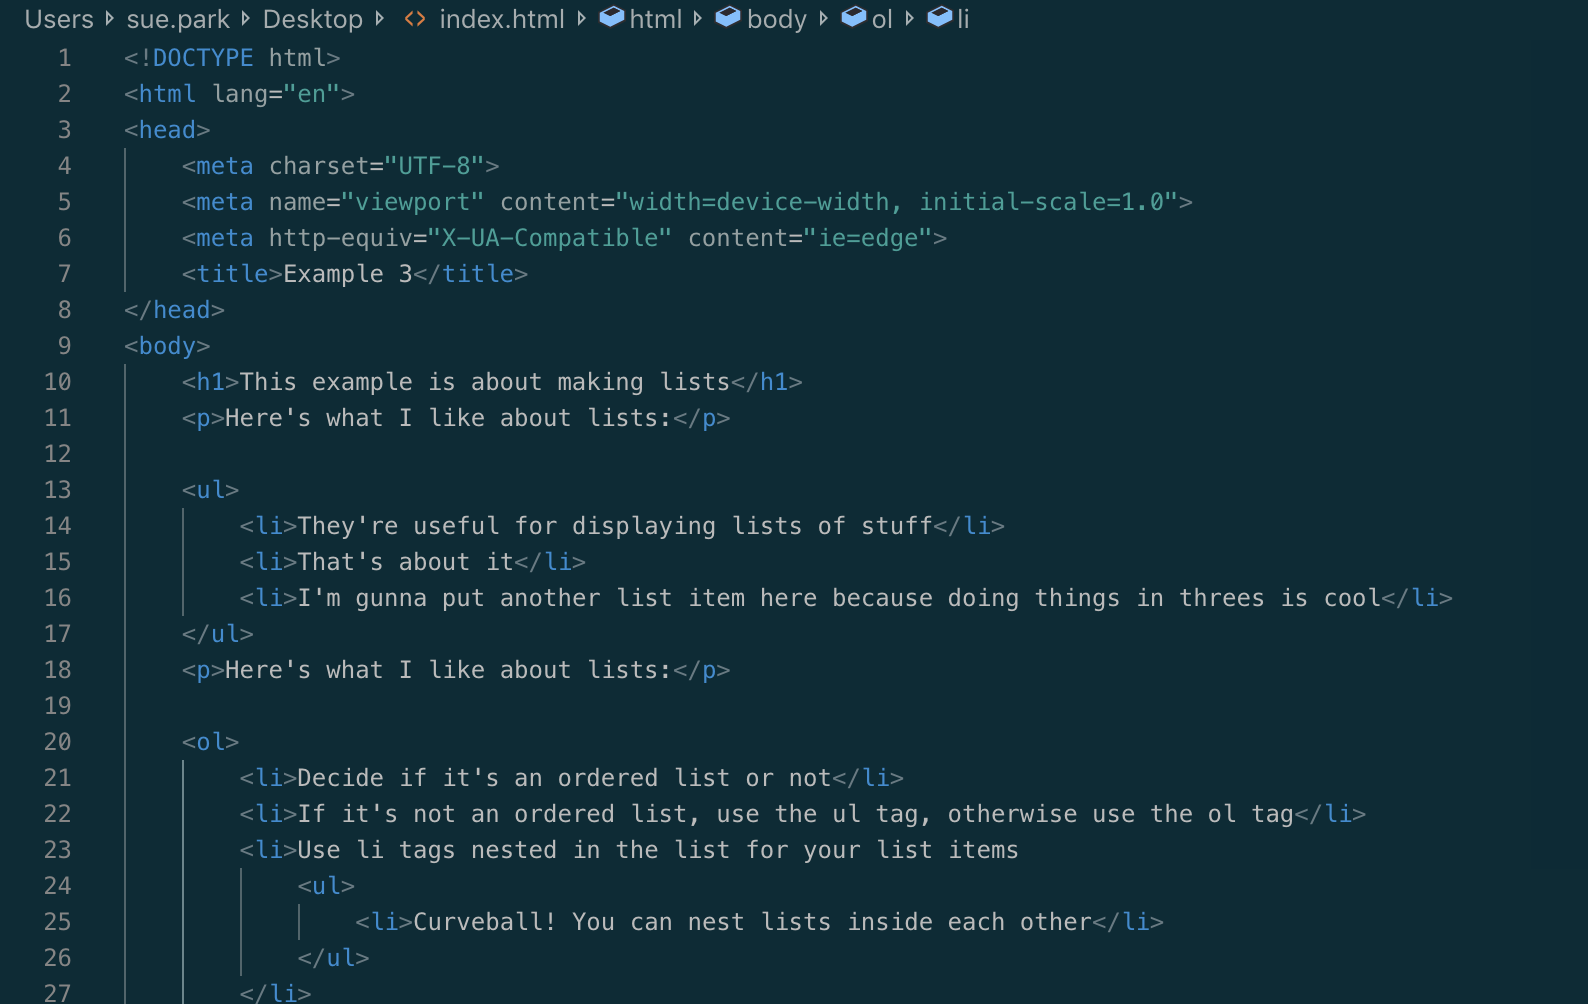 Users sue.park Desktop <> index.html html body ol li
1 <!DOCTYPE html>
2 <html lang="en">
3 <head>
4 <meta charset="UTF-8">
5 <meta name="viewport" content="width=device-width, initial-scale=1.0">
6 <meta http-equiv="X-UA-Compatible" content="ie=edge">
7 <title>Example 3</title>
8 </head>
9 <body>
10 <h1>This example is about making lists</h1>
11 <p>Here's what I like about lists:</p>
12
13 <ul>
14 <li>They're useful for displaying lists of stuff</li>
15 <li>That's about it</li>
16 <li>I'm gunna put another list item here because doing things in threes is cool</li>
17 </ul>
18 <p>Here's what I like about lists:</p>
19
20 <ol>
21 <li>Decide if it's an ordered list or not</li>
22 <li>If it's not an ordered list, use the ul tag, otherwise use the ol tag</li>
23 <li>Use li tags nested in the list for your list items
24 <ul>
25 <li>Curveball! You can nest lists inside each other</li>
26 </ul>
27 </li>